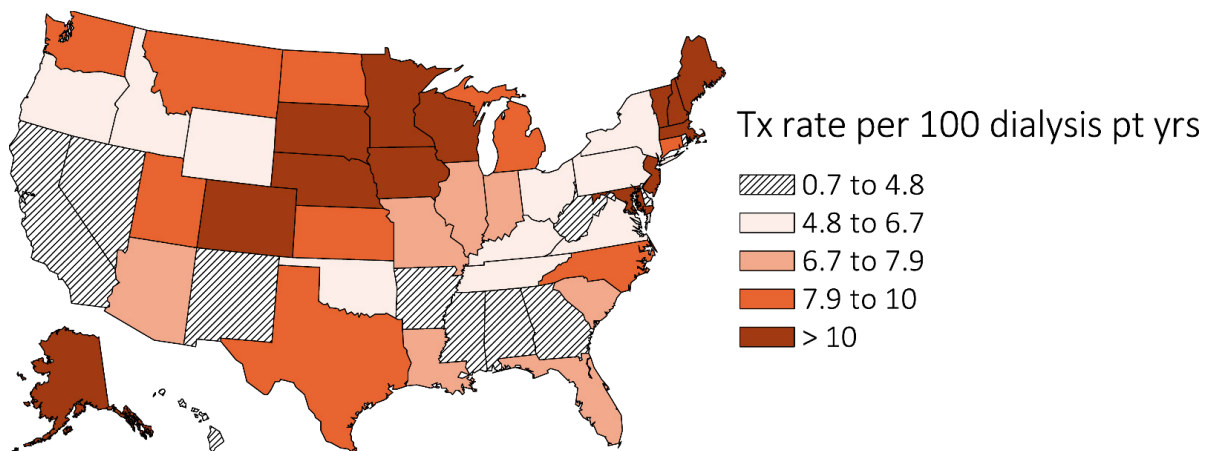 Tx rate per 100 dialysis pt yrs
0.7 to 4.8
4.8 to 6.7
6.7 to 7.9
7.9 to 10
> 10